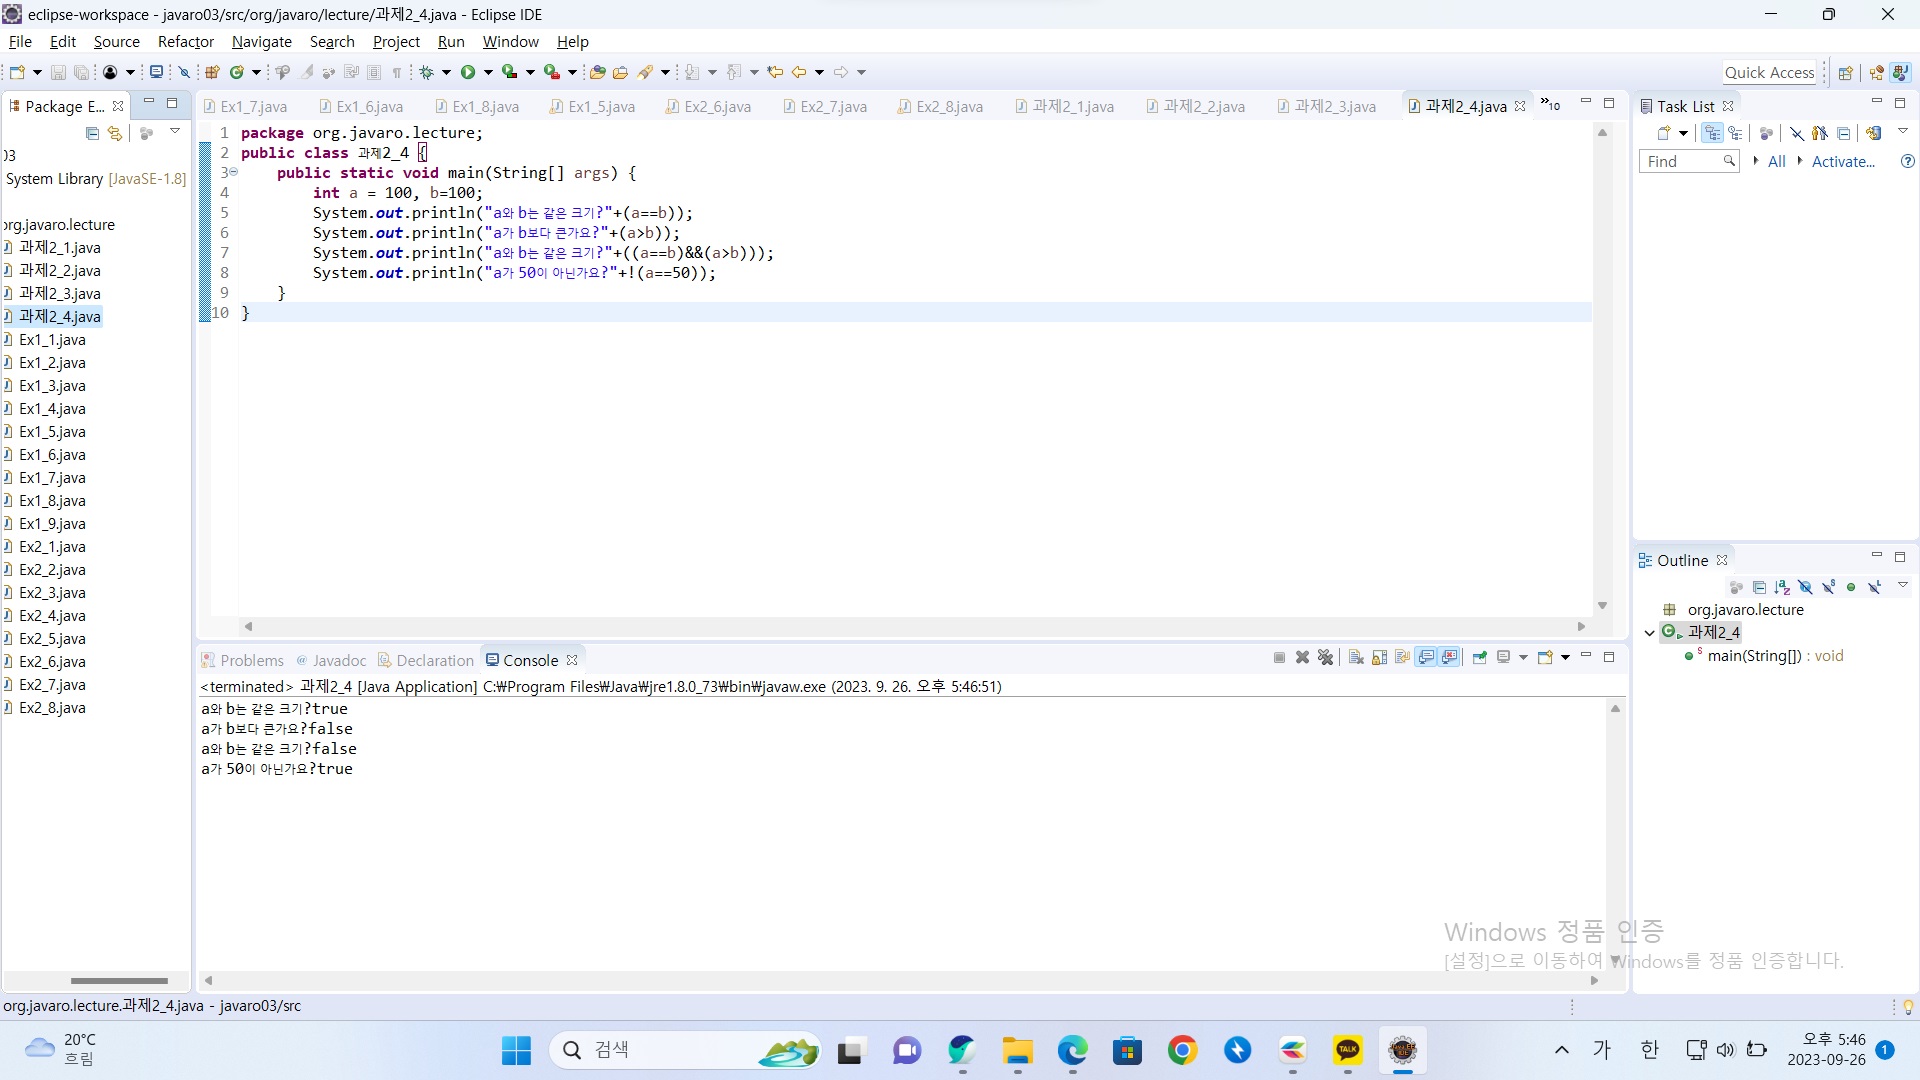 eclipse-workspace - javaro03/src/org/javaro/lecture/과제2_4.java - Eclipse IDE
File Edit Source Refactor Navigate Search Project Run Window Help
Quick Access
Package E...
Ex1_7.java Ex1_6.java Ex1_8.java Ex1_5.java Ex2_6.java Ex2_7.java Ex2_8.java 과제2_1.java 과제2_2.java 과제2_3.java 과제2_4.java »10
Task List
03
System Library [JavaSE-1.8]
org.javaro.lecture
과제2_1.java
과제2_2.java
과제2_3.java
과제2_4.java
Ex1_1.java
Ex1_2.java
Ex1_3.java
Ex1_4.java
Ex1_5.java
Ex1_6.java
Ex1_7.java
Ex1_8.java
Ex1_9.java
Ex2_1.java
Ex2_2.java
Ex2_3.java
Ex2_4.java
Ex2_5.java
Ex2_6.java
Ex2_7.java
Ex2_8.java
1 package org.javaro.lecture;
2 public class 과제2_4 {
3 public static void main(String[] args) {
4 int a = 100, b=100;
5 System.out.println("a와 b는 같은 크기?"+(a==b));
6 System.out.println("a가 b보다 큰가요?"+(a>b));
7 System.out.println("a와 b는 같은 크기?"+((a==b)&&(a>b)));
8 System.out.println("a가 50이 아닌가요?"+!(a==50));
9 }
10 }
Find All Activate...
Outline
org.javaro.lecture
과제2_4
main(String[]) : void
Problems Javadoc Declaration Console
<terminated> 과제2_4 [Java Application] C:₩Program Files₩Java₩jre1.8.0_73₩bin₩javaw.exe (2023. 9. 26. 오후 5:46:51)
a와 b는 같은 크기?true
a가 b보다 큰가요?false
a와 b는 같은 크기?false
a가 50이 아닌가요?true
Windows 정품 인증
[설정]으로 이동하여 Windows를 정품 인증합니다.
org.javaro.lecture.과제2_4.java - javaro03/src
20°C
흐림
검색
TALK
가 한
오후 5:46
2023-09-26
1